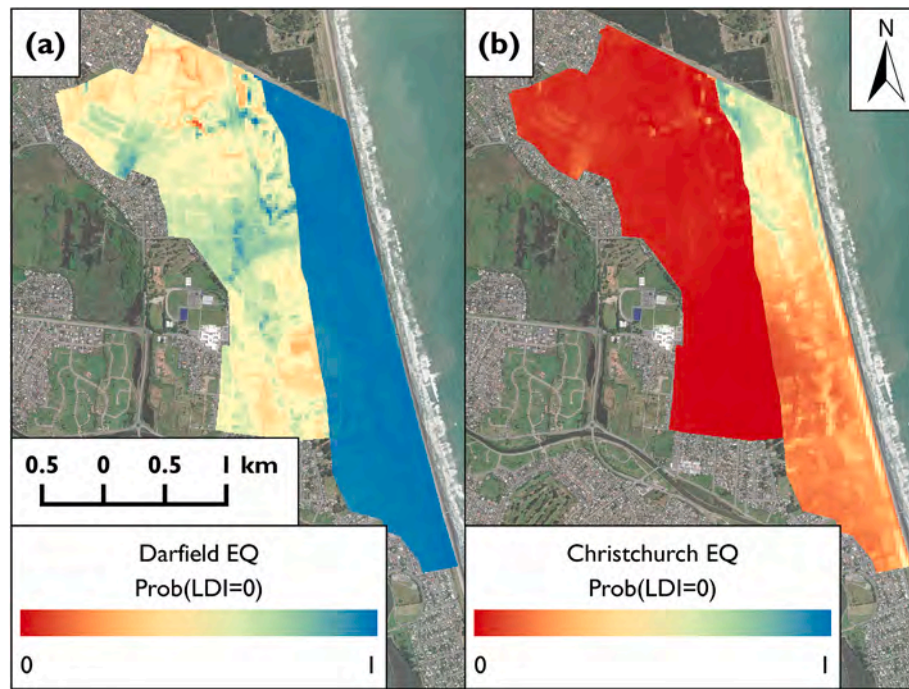 (a)
(b)
N
0.5 0 0.5 1 km
Darfield EQ
Prob(LDI=0)
0 1
Christchurch EQ
Prob(LDI=0)
0 1